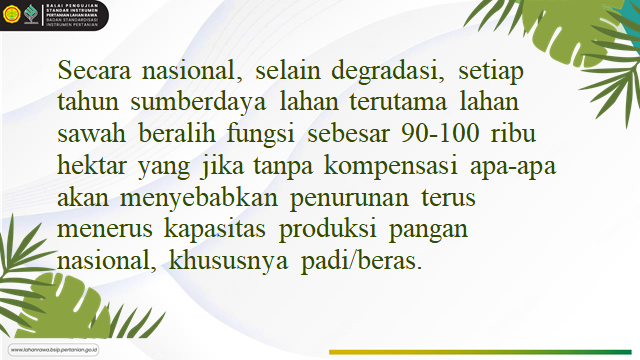 BALAI PENGUJIAN
STANDAR INSTRUMEN
PERTANIAN LAHAN RAWA
BADAN STANDARDISASI
INSTRUMEN PERTANIAN
Secara nasional, selain degradasi, setiap
tahun sumberdaya lahan terutama lahan
sawah beralih fungsi sebesar 90-100 ribu
hektar yang jika tanpa kompensasi apa-apa
akan menyebabkan penurunan terus
menerus kapasitas produksi pangan
nasional, khususnya padi/beras.
www.lahanrawa.bsip.pertanian.go.id